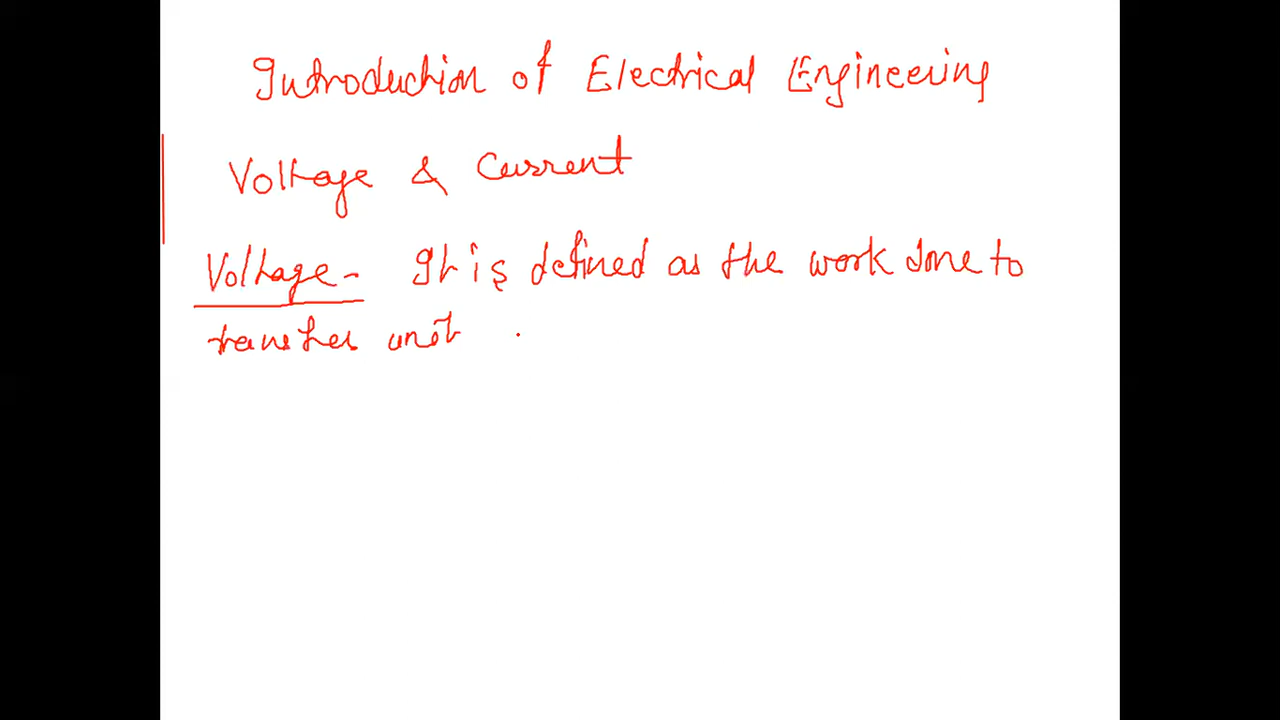 Introduction of Electrical Engineering
Voltage & Current
Voltage - It is defined as the work done to
transfer unit